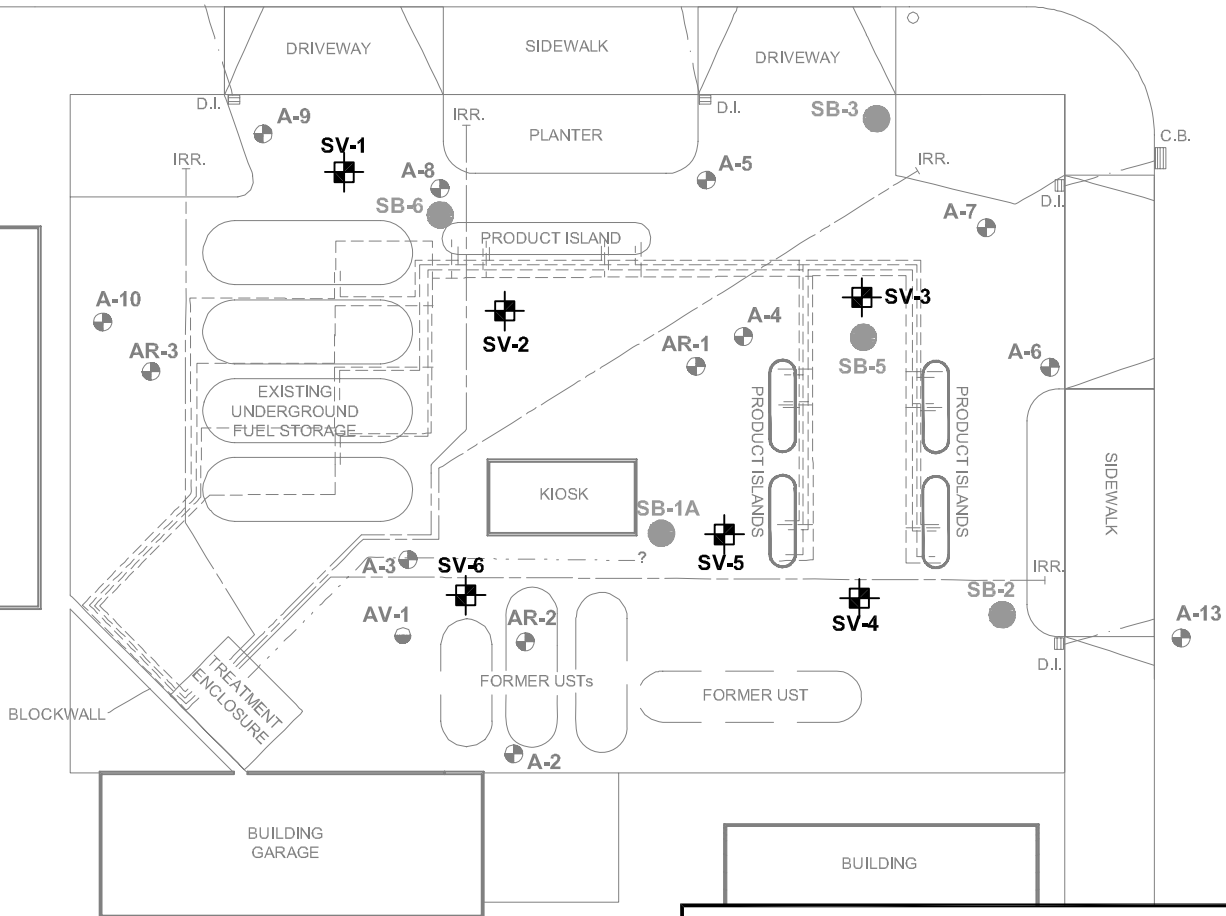 DRIVEWAY
SIDEWALK
DRIVEWAY
D.I.
A-9
IRR.
D.I.
SB-3
PLANTER
C.B.
SV-1
IRR.
A-8
A-5
IRR.
SB-6
D.I.
A-7
PRODUCT ISLAND
A-10
SV-3
A-4
AR-3
SV-2
AR-1
SB-5
A-6
EXISTING
UNDERGROUND
FUEL STORAGE
PRODUCT ISLANDS
PRODUCT ISLANDS
SIDEWALK
KIOSK
SB-1A
A-3
SV-6
?
SV-5
IRR.
SB-2
AV-1
AR-2
SV-4
A-13
D.I.
TREATMENT
ENCLOSURE
FORMER USTs
FORMER UST
BLOCKWALL
A-2
BUILDING
GARAGE
BUILDING